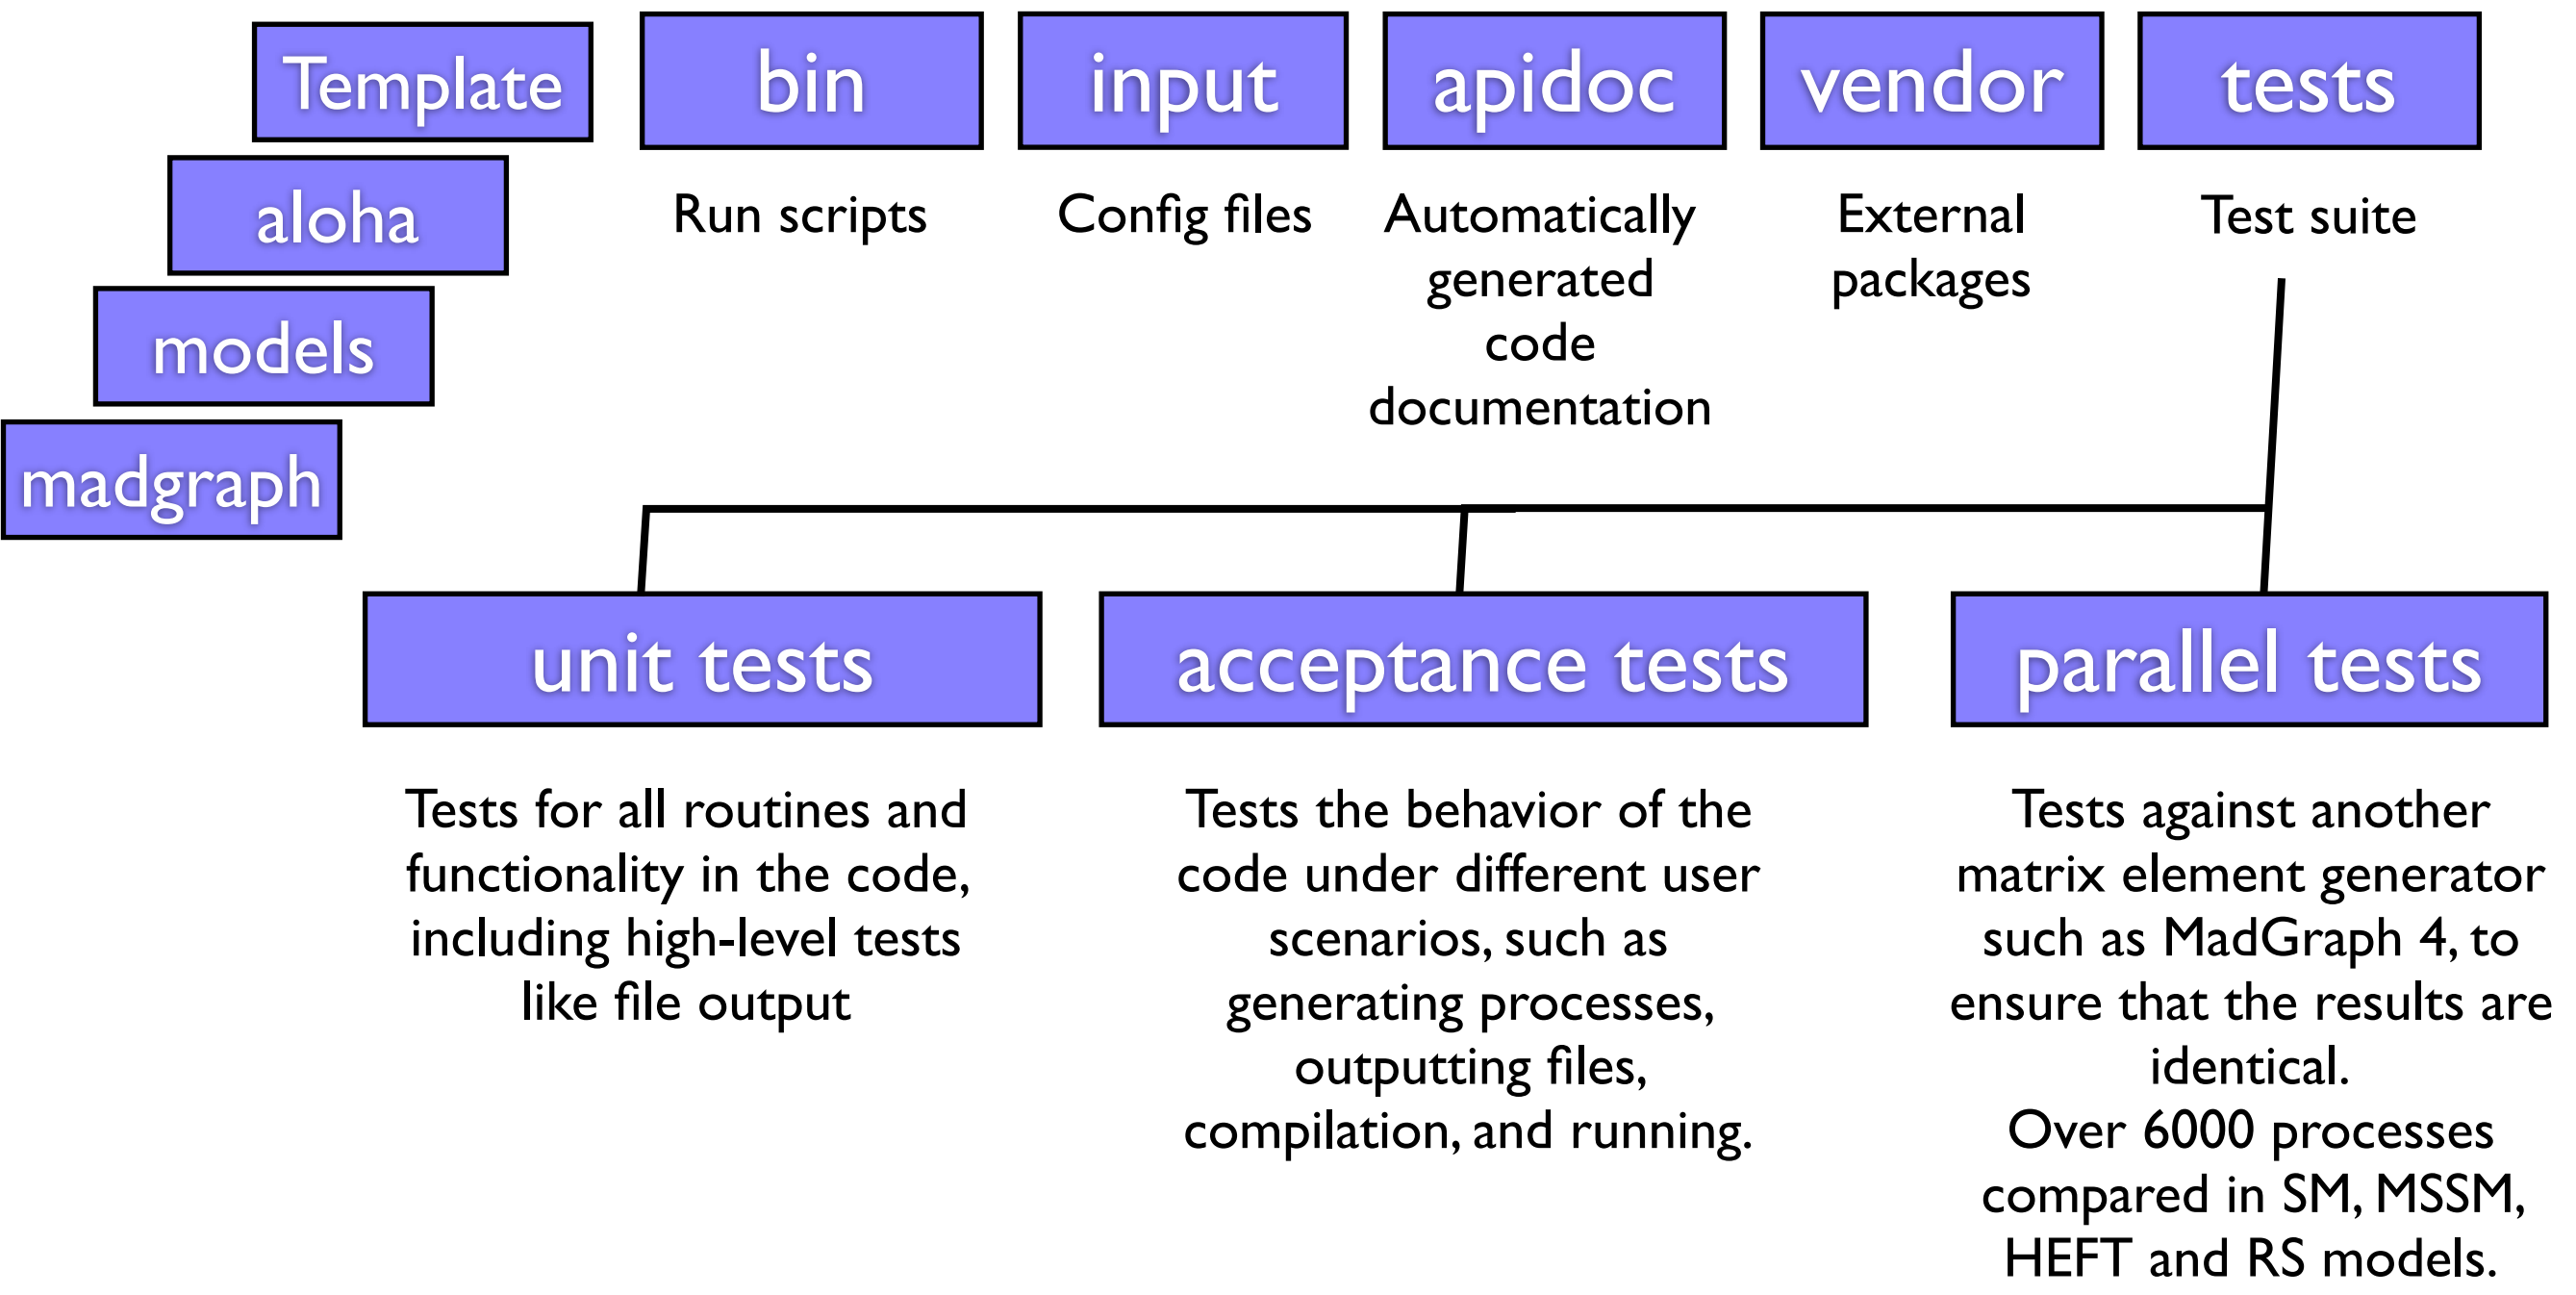 Template
bin
input
apidoc
vendor
tests
aloha
models
madgraph
Run scripts
Config files
Automatically
generated
code
documentation
External
packages
Test suite
unit tests
acceptance tests
parallel tests
Tests for all routines and
functionality in the code,
including high-level tests
like file output
Tests the behavior of the
code under different user
scenarios, such as
generating processes,
outputting files,
compilation, and running.
Tests against another
matrix element generator
such as MadGraph 4, to
ensure that the results are
identical.
Over 6000 processes
compared in SM, MSSM,
HEFT and RS models.